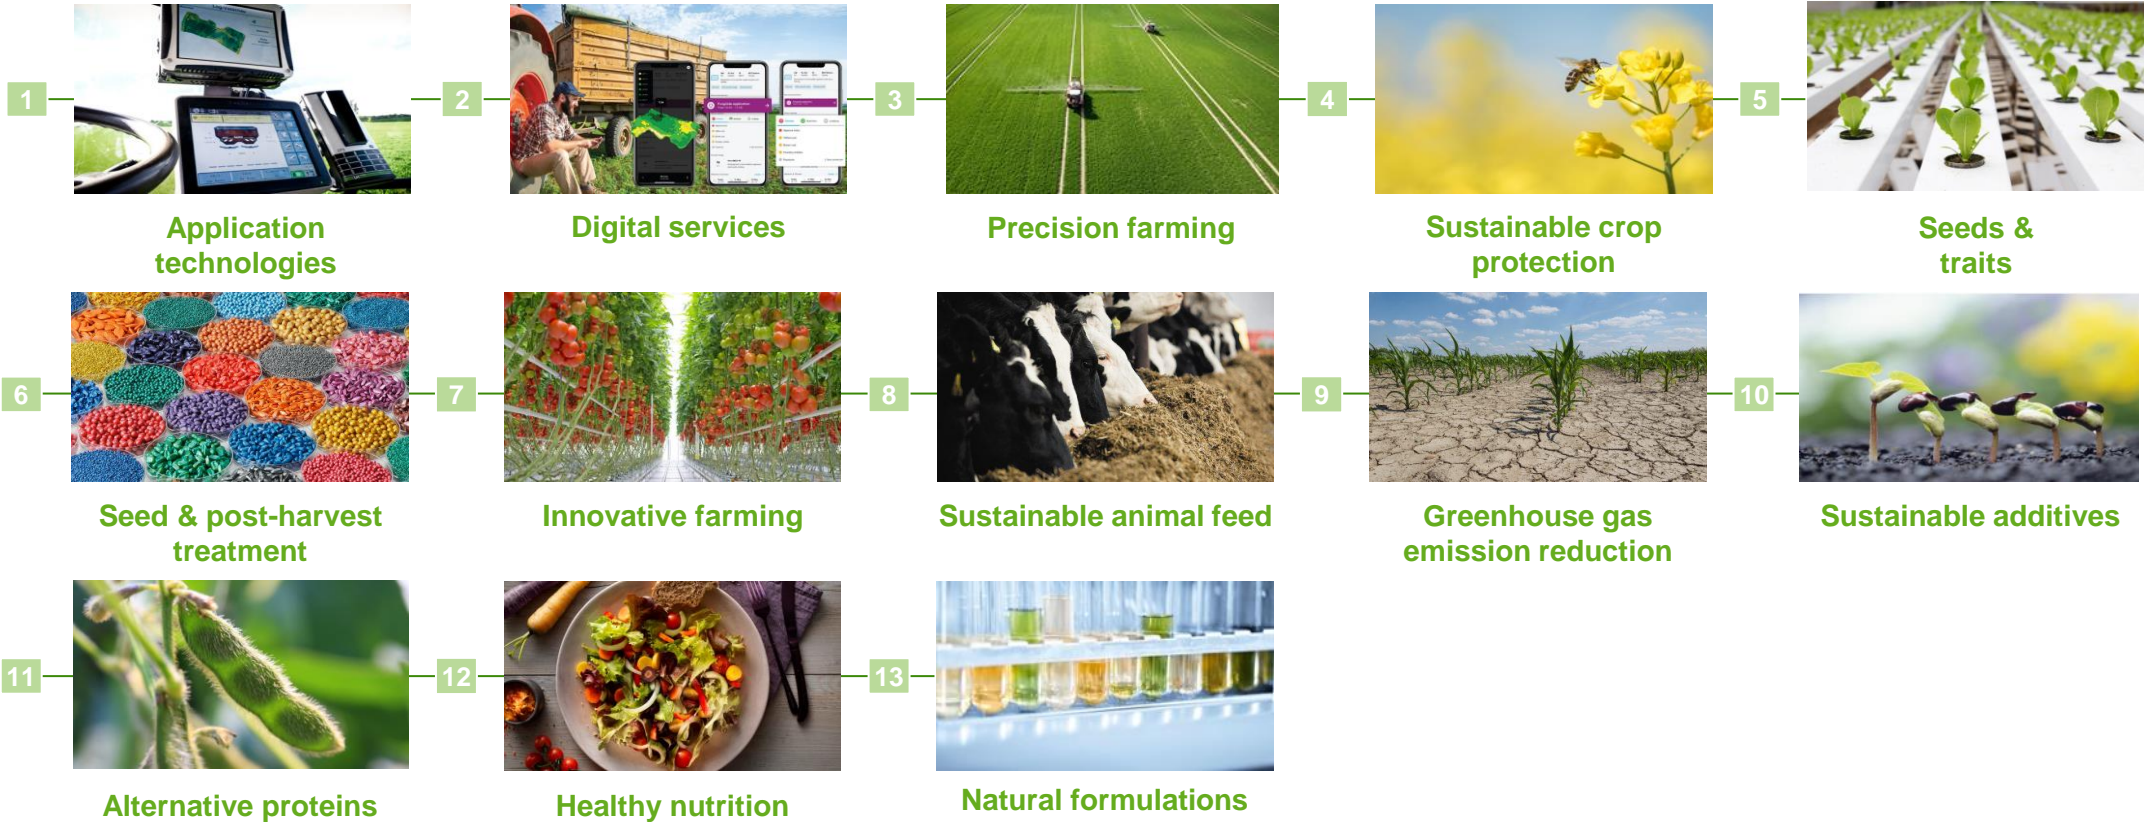 1
2
3
4
5
Application
technologies
Digital services
Precision farming
Sustainable crop
protection
Seeds &
traits
6
7
8
9
10
Seed & post-harvest
treatment
Innovative farming
Sustainable animal feed
Greenhouse gas
emission reduction
Sustainable additives
11
12
13
Alternative proteins
Healthy nutrition
Natural formulations